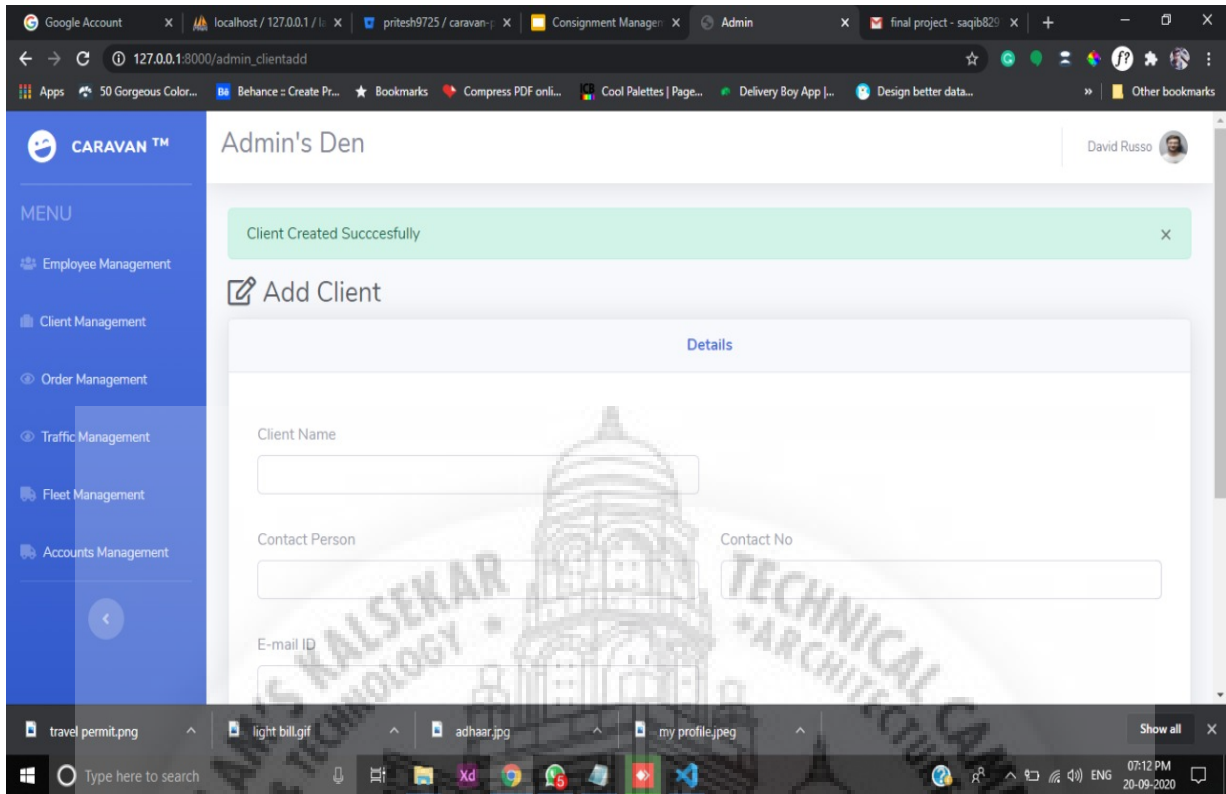 Google Account
localhost / 127.0.0.1 / la
pritesh9725 / caravan-p
Consignment Managem
Admin
final project - saqib829
127.0.0.1:8000/admin_clientadd
Apps
50 Gorgeous Color...
Behance :: Create Pr...
Bookmarks
Compress PDF onli...
Cool Palettes | Page...
Delivery Boy App |...
Design better data...
Other bookmarks
CARAVAN TM
Admin's Den
David Russo
MENU
Client Created Succcesfully
Employee Management
Add Client
Client Management
Details
Order Management
Traffic Management
Client Name
Fleet Management
Accounts Management
Contact Person
Contact No
E-mail ID
KALSEKAR
TECHNICAL
travel permit.png
light bill.gif
adhaar.jpg
my profile.jpeg
Show all
Type here to search
Xd
ENG
07:12 PM
20-09-2020